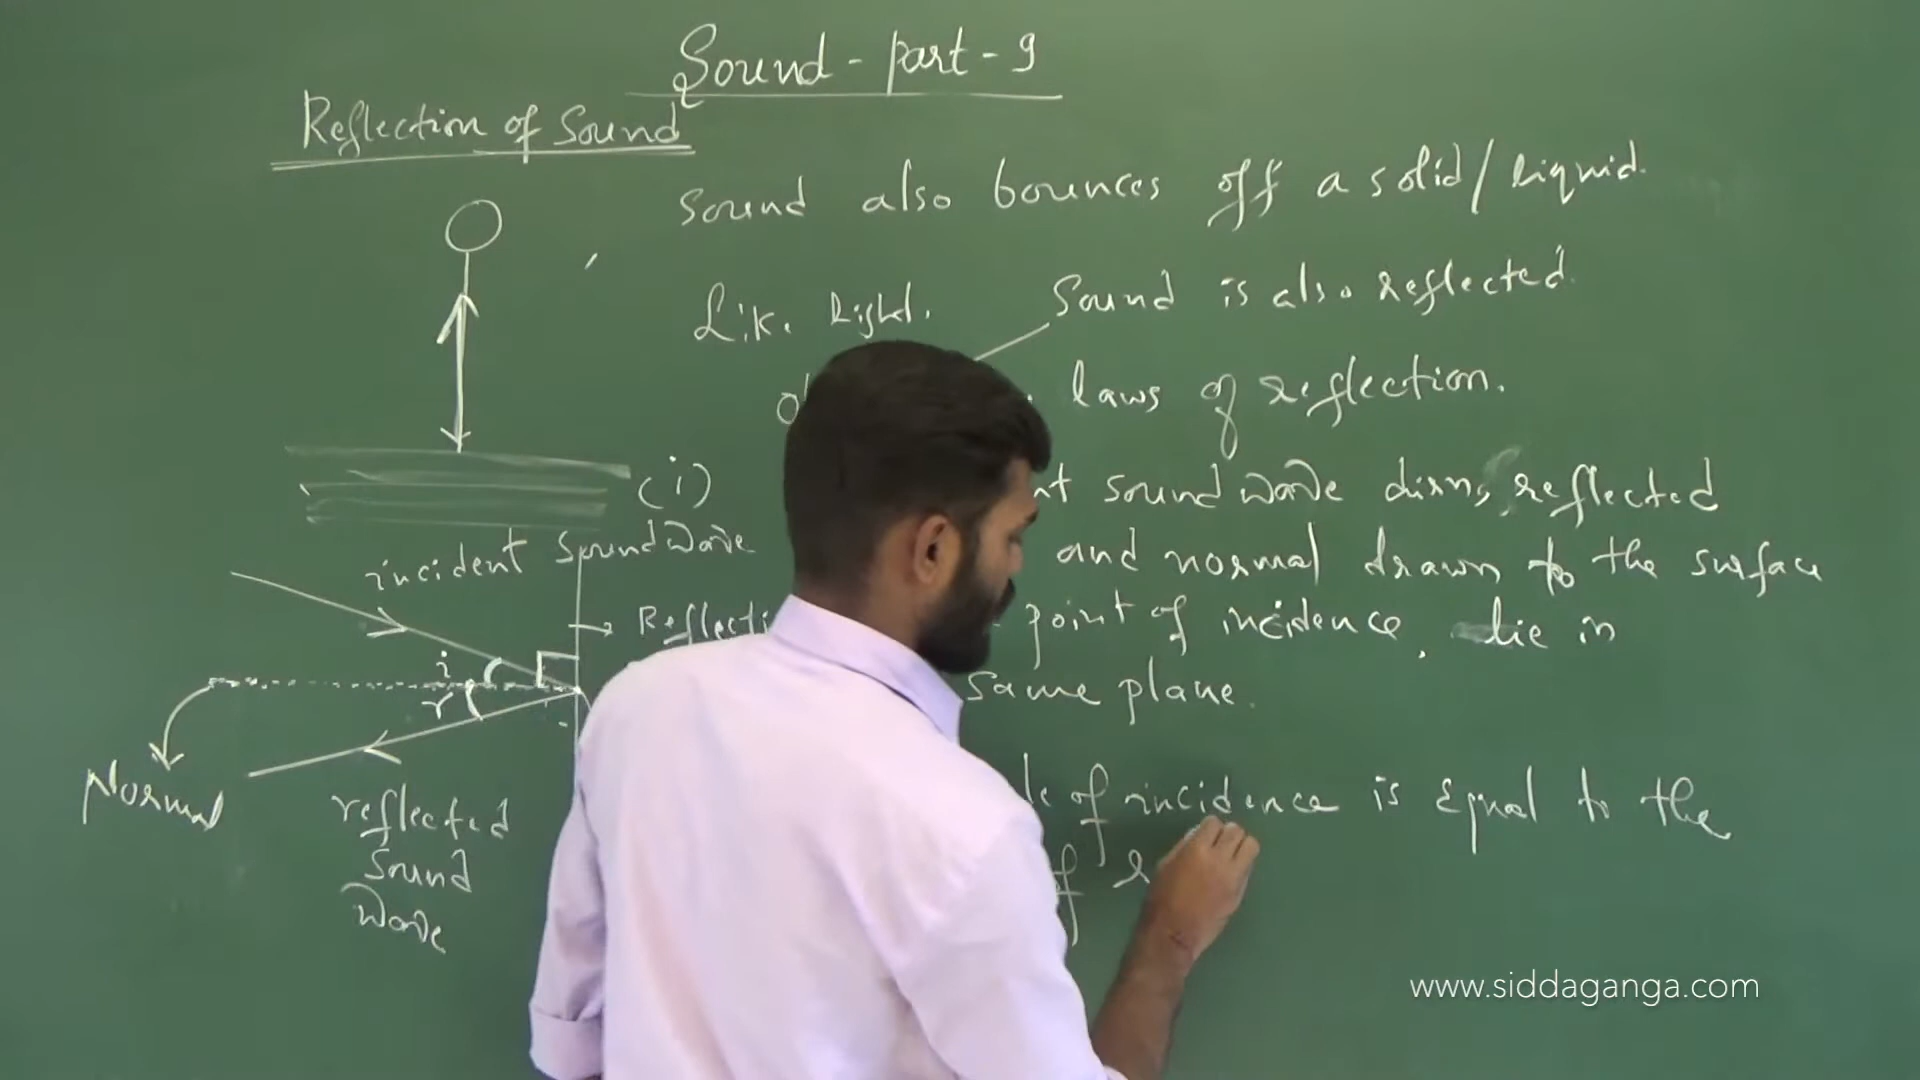 Sound - part - 9
Reflection of Sound
Sound also bounces off a solid/liquid.
Like Light. Sound is also reflected.
laws of reflection.
(i) sound wave dirn, reflected
incident Sound Wave
and normal drawn to the surface
point of incidence, lie in
i
r
same plane.
Normal
reflected
Sound
Wave
of incidence is equal to the
www.siddaganga.com